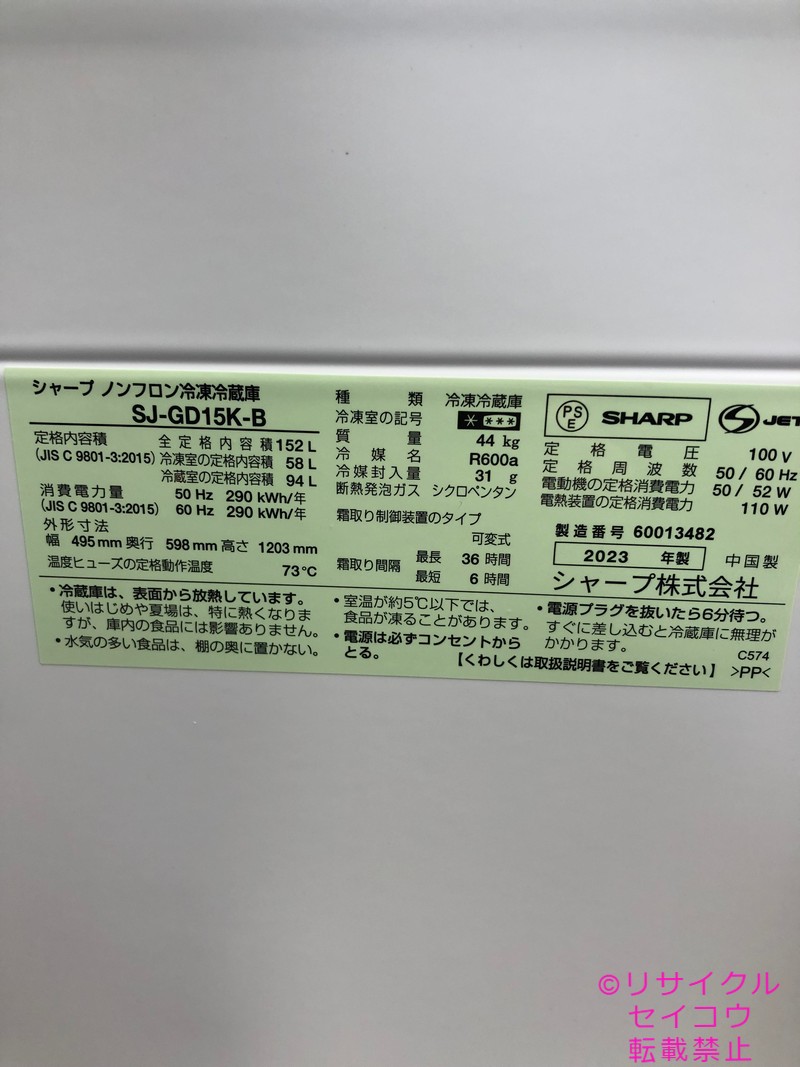 シャープ ノンフロン冷凍冷蔵庫
SJ-GD15K-B
定格内容積 全定格内容積 152 L
(JIS C 9801-3:2015) 冷凍室の定格内容積 58 L
冷蔵室の定格内容積 94 L
消費電力量 50 Hz 290 kWh/年
(JIS C 9801-3:2015) 60 Hz 290 kWh/年
外形寸法
幅 495 mm 奥行 598 mm 高さ 1203 mm
温度ヒューズの定格動作温度 73℃
種類 冷凍冷蔵庫
冷凍室の記号 * ***
質量 44 kg
冷媒名 R600a
冷媒封入量 31 g
断熱発泡ガス シクロペンタン
霜取り制御装置のタイプ
可変式
霜取り間隔 最長 36 時間
最短 6 時間
PSE SHARP JET
定格電圧 100 V
定格周波数 50 / 60 Hz
電動機の定格消費電力 50 / 52 W
電熱装置の定格消費電力 110 W
製造番号 60013482
2023 年製 中国製
シャープ株式会社
・冷蔵庫は、表面から放熱しています。
使いはじめや夏場は、特に熱くなりま
すが、庫内の食品には影響ありません。
・水気の多い食品は、棚の奥に置かない。
・室温が約5℃以下では、
食品が凍ることがあります。
・電源は必ずコンセントから
とる。
・電源プラグを抜いたら6分待つ。
すぐに差し込むと冷蔵庫に無理が
かかります。
C574
【くわしくは取扱説明書をご覧ください】 >PP<
©リサイクル
セイコウ
転載禁止